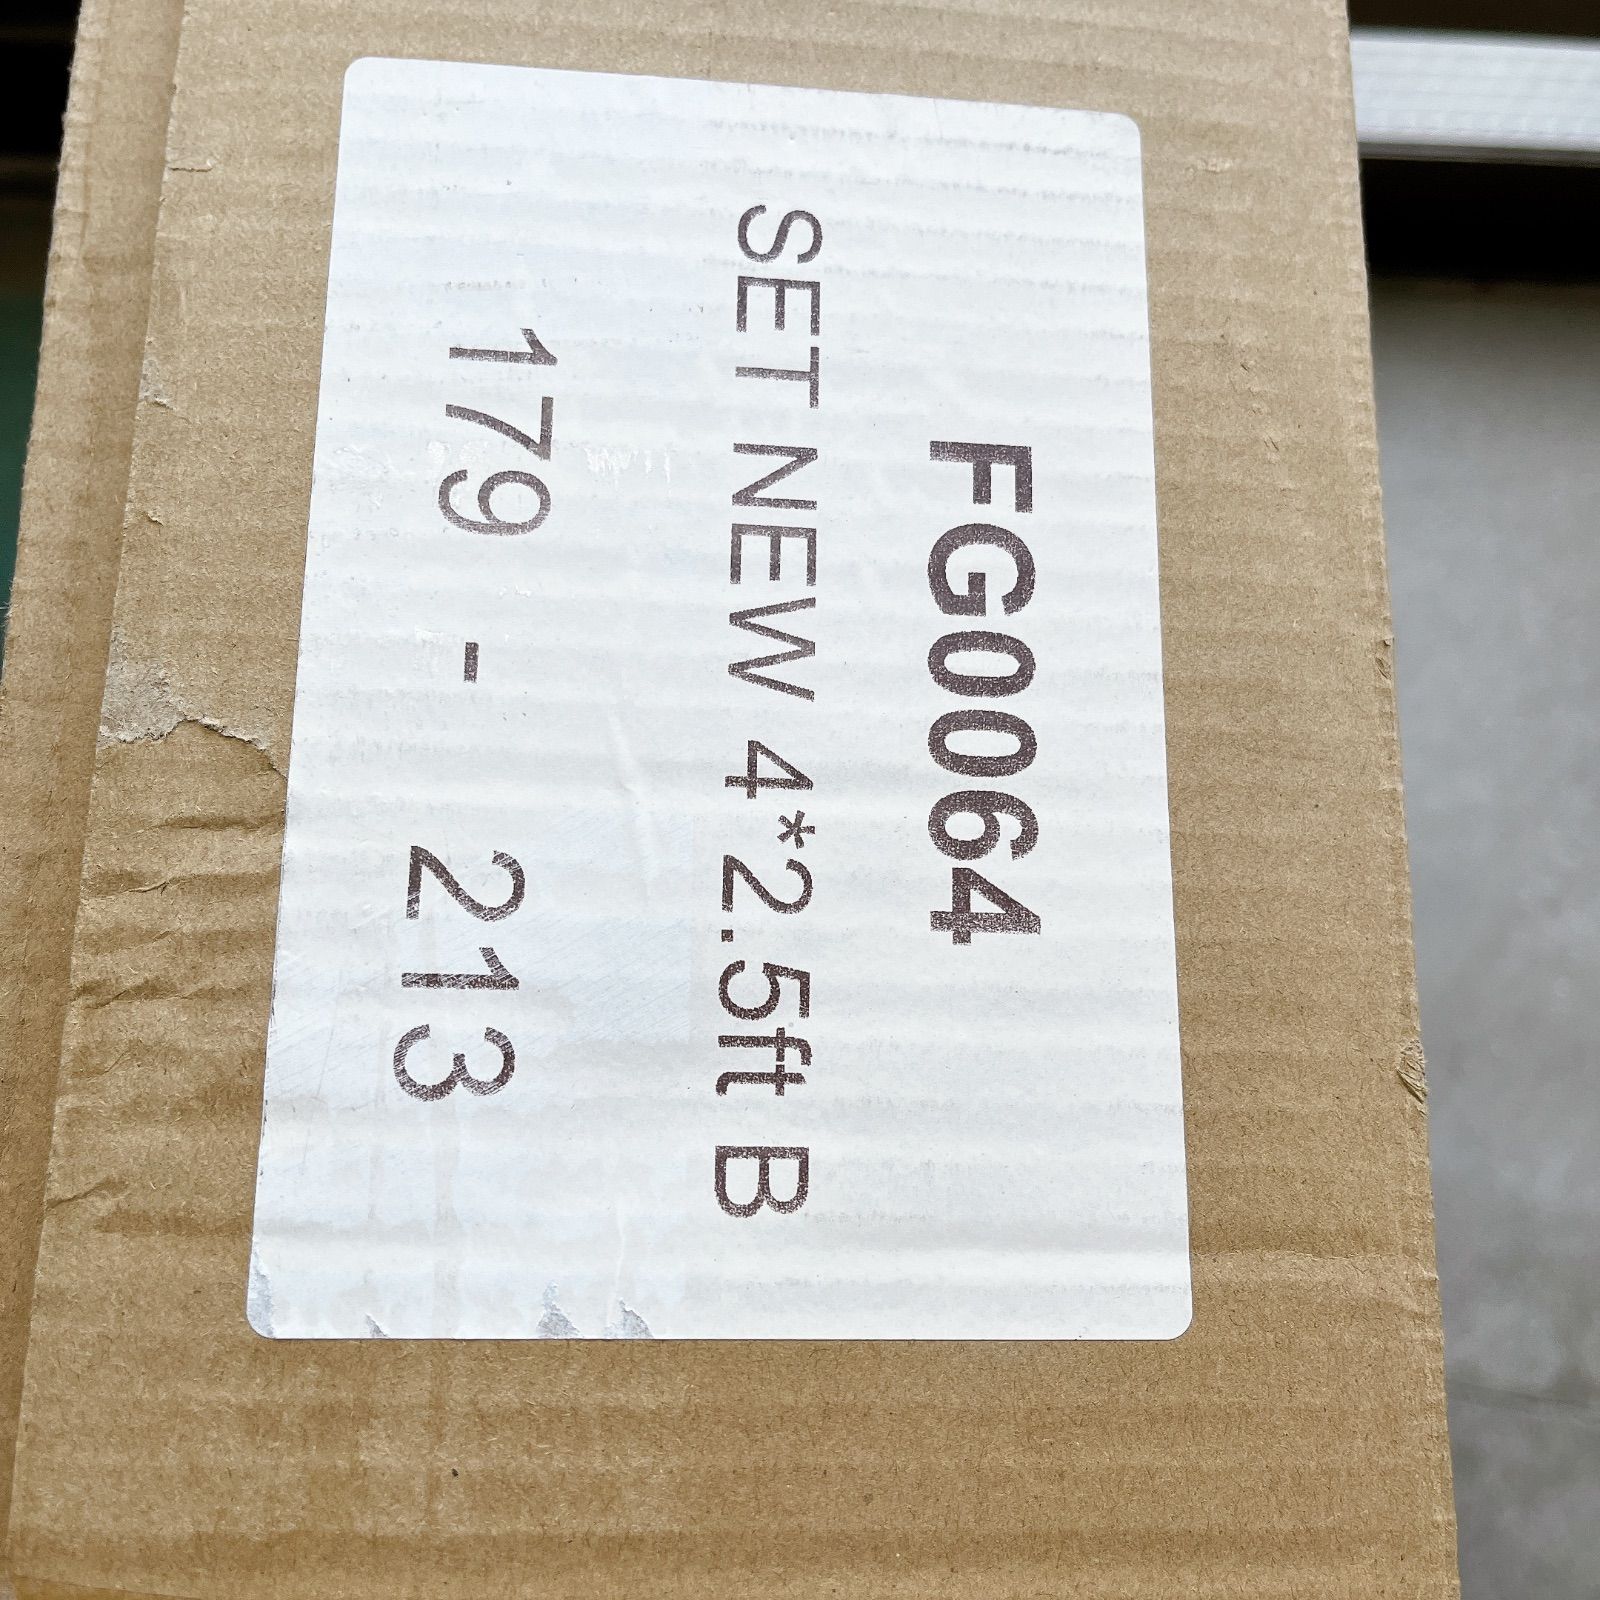 FG0064
SET NEW 4*2.5ft B
179 - 213